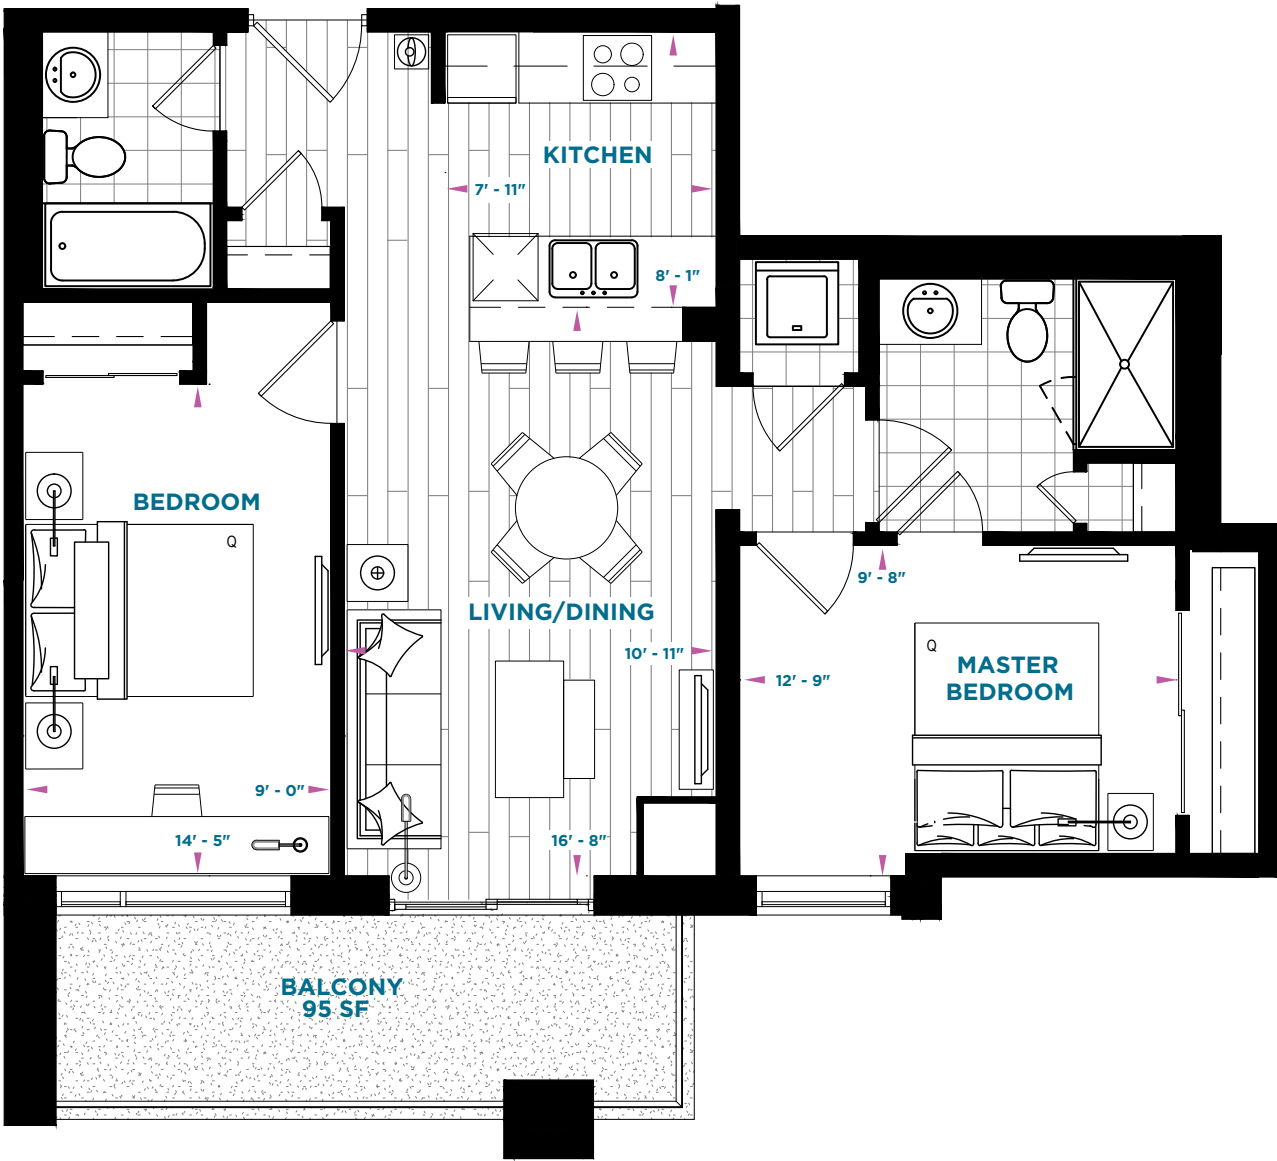 KITCHEN
7' - 11"
8' - 1"
BEDROOM
Q
9' - 8"
LIVING/DINING
10' - 11"
Q
MASTER
BEDROOM
12' - 9"
9' - 0"
14' - 5"
16' - 8"
BALCONY
95 SF